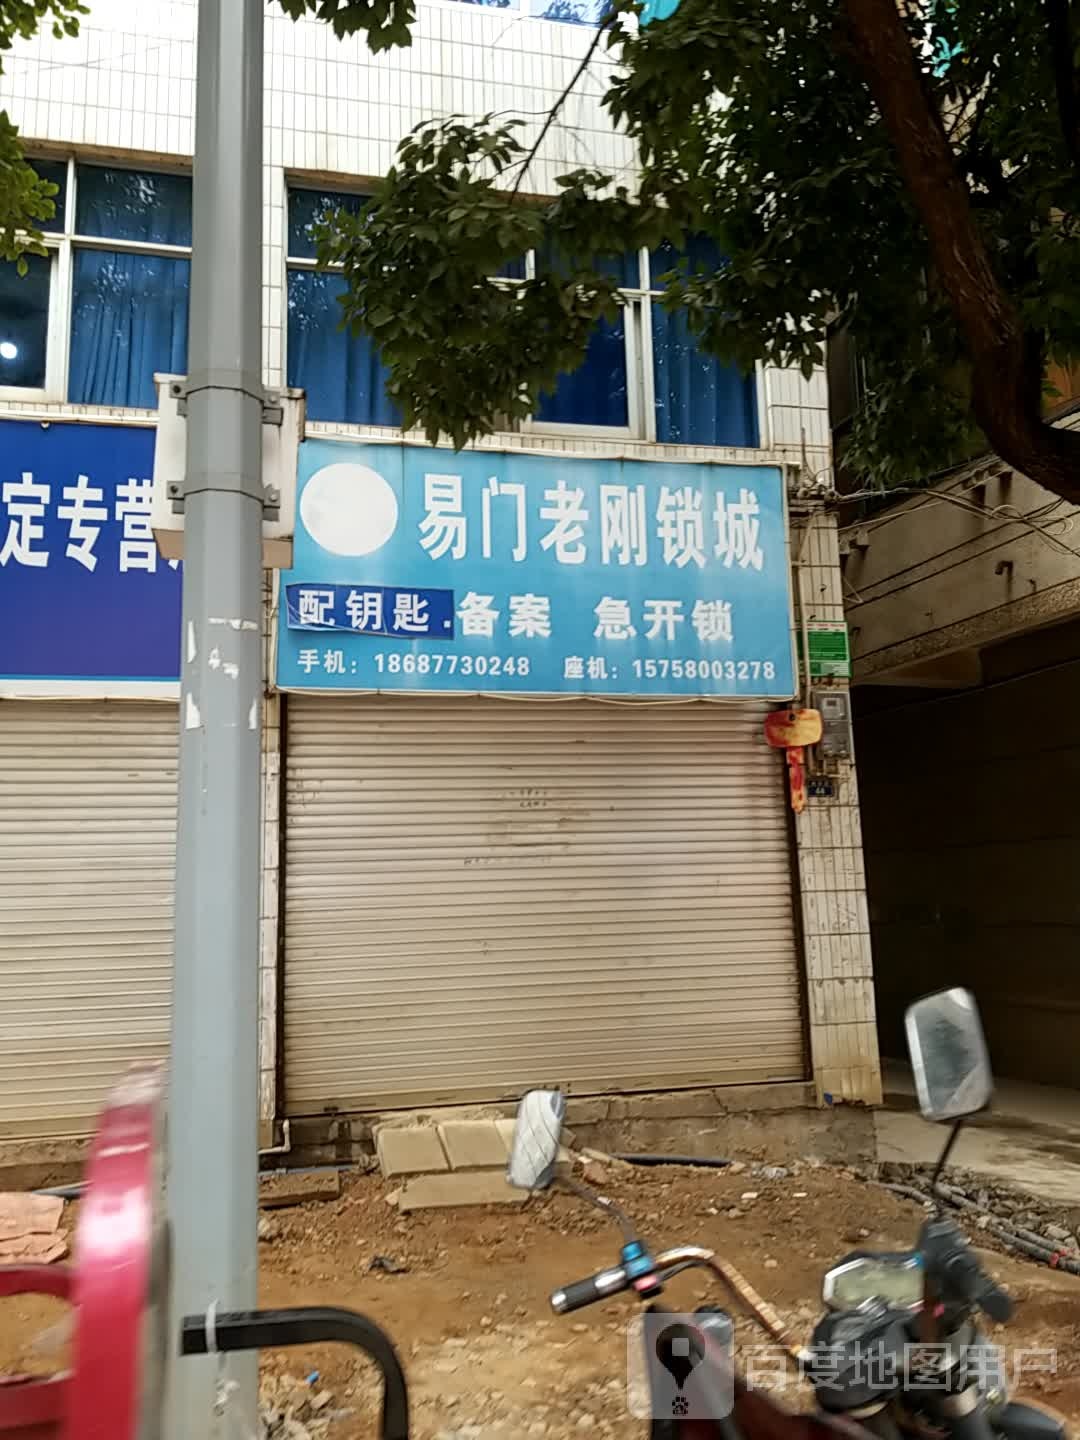 定专营
易门老刚锁城
配钥匙.备案 急开锁
手机：18687730248 座机：15758003278
44
百度地图用户